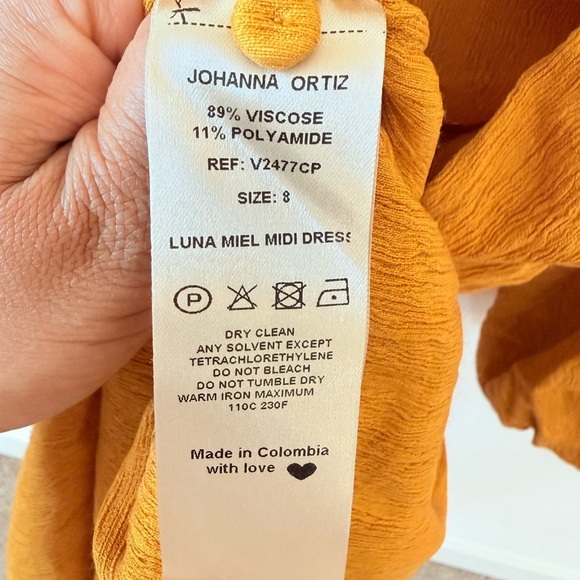 JOHANNA ORTIZ
89% VISCOSE
11% POLYAMIDE
REF: V2477CP
SIZE: 8
LUNA MIEL MIDI DRESS
P
DRY CLEAN
ANY SOLVENT EXCEPT
TETRACHLORETHYLENE
DO NOT BLEACH
DO NOT TUMBLE DRY
WARM IRON MAXIMUM
110C 230F
Made in Colombia
with love